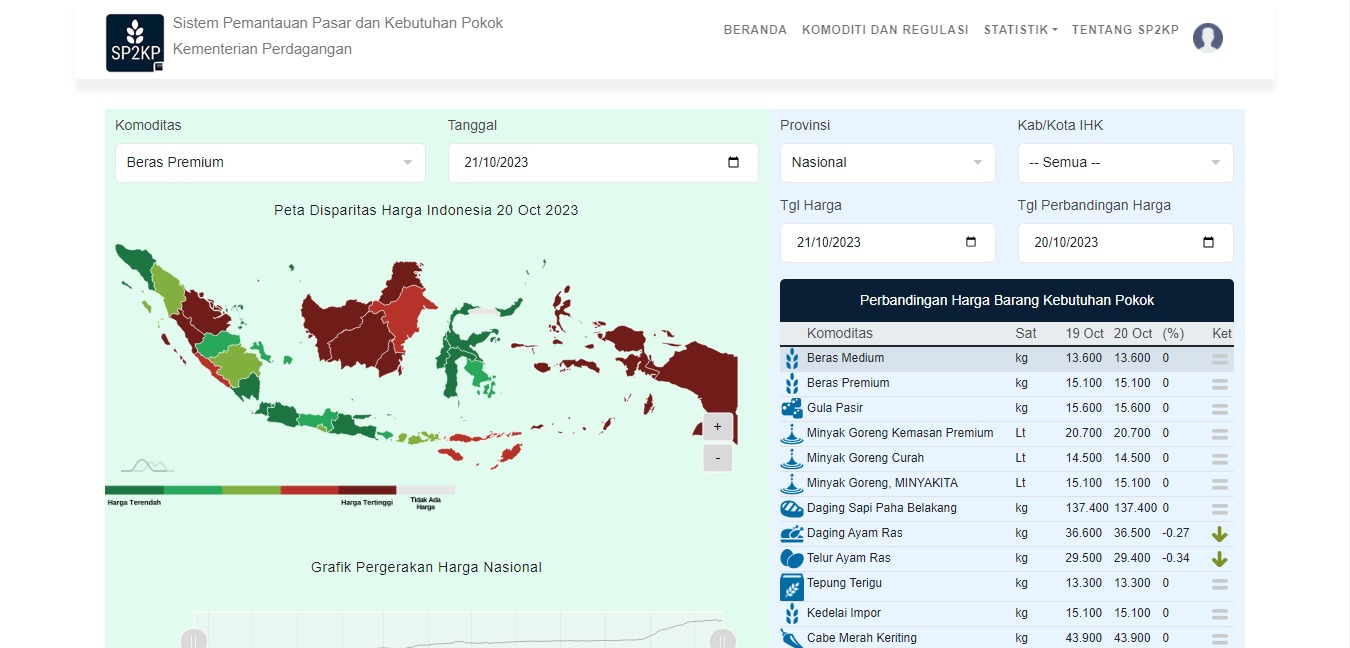 SP2KP
Sistem Pemantauan Pasar dan Kebutuhan Pokok
Kementerian Perdagangan
BERANDA KOMODITI DAN REGULASI STATISTIK TENTANG SP2KP
Komoditas
Beras Premium
Tanggal
21/10/2023
Peta Disparitas Harga Indonesia 20 Oct 2023
+
-
Harga Terendah
Harga Tertinggi
Tidak Ada
Harga
Grafik Pergerakan Harga Nasional
Provinsi
Nasional
Kab/Kota IHK
-- Semua --
Tgl Harga
21/10/2023
Tgl Perbandingan Harga
20/10/2023
Perbandingan Harga Barang Kebutuhan Pokok
Komoditas Sat 19 Oct 20 Oct (%) Ket
Beras Medium kg 13.600 13.600 0
Beras Premium kg 15.100 15.100 0
Gula Pasir kg 15.600 15.600 0
Minyak Goreng Kemasan Premium Lt 20.700 20.700 0
Minyak Goreng Curah Lt 14.500 14.500 0
Minyak Goreng, MINYAKITA Lt 15.100 15.100 0
Daging Sapi Paha Belakang kg 137.400 137.400 0
Daging Ayam Ras kg 36.600 36.500 -0.27
Telur Ayam Ras kg 29.500 29.400 -0.34
Tepung Terigu kg 13.300 13.300 0
Kedelai Impor kg 15.100 15.100 0
Cabe Merah Keriting kg 43.900 43.900 0